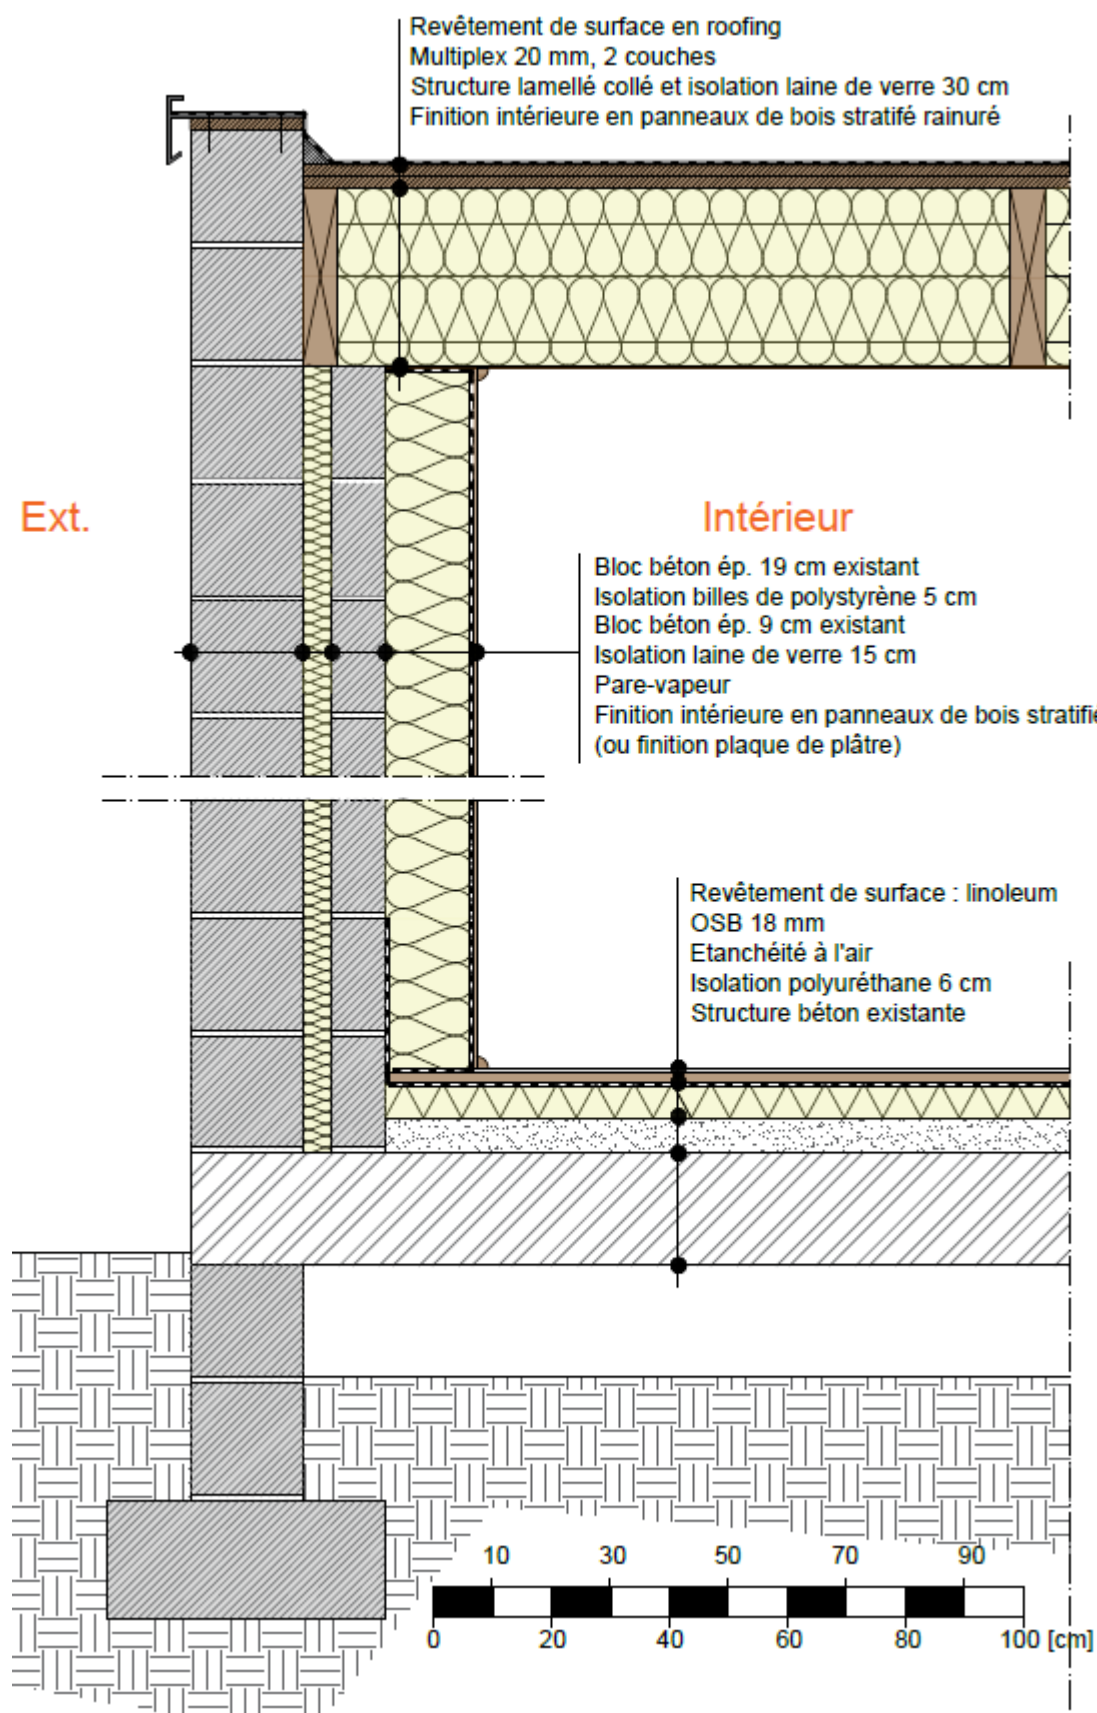 Revêtement de surface en roofing
Multiplex 20 mm, 2 couches
Structure lamellé collé et isolation laine de verre 30 cm
Finition intérieure en panneaux de bois stratifé rainuré
Ext.
Intérieur
Bloc béton ép. 19 cm existant
Isolation billes de polystyrène 5 cm
Bloc béton ép. 9 cm existant
Isolation laine de verre 15 cm
Pare-vapeur
Finition intérieure en panneaux de bois stratifié
(ou finition plaque de plâtre)
Revêtement de surface : linoleum
OSB 18 mm
Etanchéité à l'air
Isolation polyuréthane 6 cm
Structure béton existante
10 30 50 70 90
0 20 40 60 80 100 [cm]